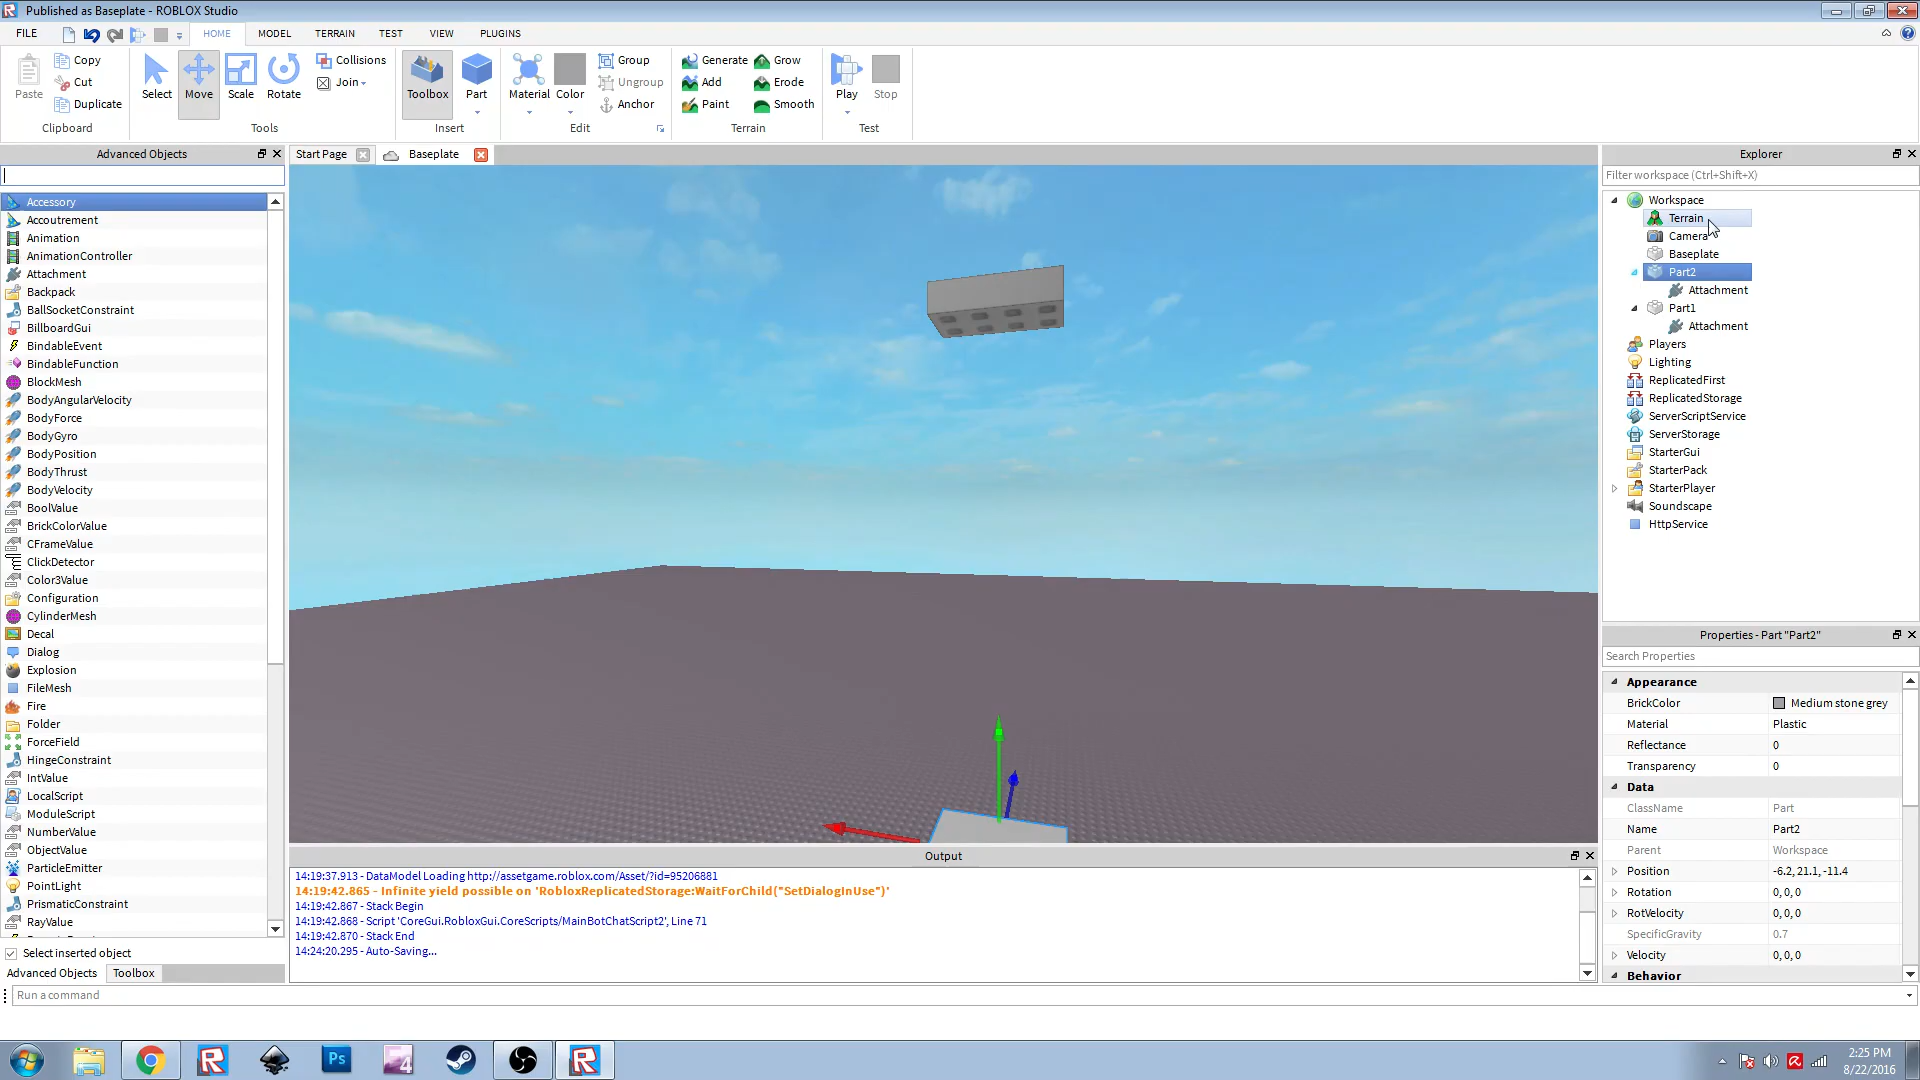 Published as Baseplate - ROBLOX Studio
FILE
HOME
MODEL
TERRAIN
TEST
VIEW
PLUGINS
Paste
Copy
Cut
Duplicate
Clipboard
Select
Move
Scale
Rotate
Collisions
Join
Tools
Toolbox
Part
Insert
Material
Color
Group
Ungroup
Anchor
Edit
Generate
Add
Paint
Grow
Erode
Smooth
Terrain
Play
Stop
Test
Advanced Objects
Accessory
Accoutrement
Animation
AnimationController
Attachment
Backpack
BallSocketConstraint
BillboardGui
BindableEvent
BindableFunction
BlockMesh
BodyAngularVelocity
BodyForce
BodyGyro
BodyPosition
BodyThrust
BodyVelocity
BoolValue
BrickColorValue
CFrameValue
ClickDetector
Color3Value
Configuration
CylinderMesh
Decal
Dialog
Explosion
FileMesh
Fire
Folder
ForceField
HingeConstraint
IntValue
LocalScript
ModuleScript
NumberValue
ObjectValue
ParticleEmitter
PointLight
PrismaticConstraint
RayValue
Select inserted object
Advanced Objects
Toolbox
Start Page
Baseplate
Output
14:19:37.913 - DataModel Loading http://assetgame.roblox.com/Asset/?id=95206881
14:19:42.865 - Infinite yield possible on 'RobloxReplicatedStorage:WaitForChild("SetDialogInUse")'
14:19:42.867 - Stack Begin
14:19:42.868 - Script 'CoreGui.RobloxGui.CoreScripts/MainBotChatScript2', Line 71
14:19:42.870 - Stack End
14:24:20.295 - Auto-Saving...
Explorer
Filter workspace (Ctrl+Shift+X)
Workspace
Terrain
Camera
Baseplate
Part2
Attachment
Part1
Attachment
Players
Lighting
ReplicatedFirst
ReplicatedStorage
ServerScriptService
ServerStorage
StarterGui
StarterPack
StarterPlayer
Soundscape
HttpService
Properties - Part "Part2"
Search Properties
Appearance
BrickColor Medium stone grey
Material Plastic
Reflectance 0
Transparency 0
Data
ClassName Part
Name Part2
Parent Workspace
Position -6.2, 21.1, -11.4
Rotation 0, 0, 0
RotVelocity 0, 0, 0
SpecificGravity 0.7
Velocity 0, 0, 0
Behavior
Run a command
Ps
4
2:25 PM
8/22/2016